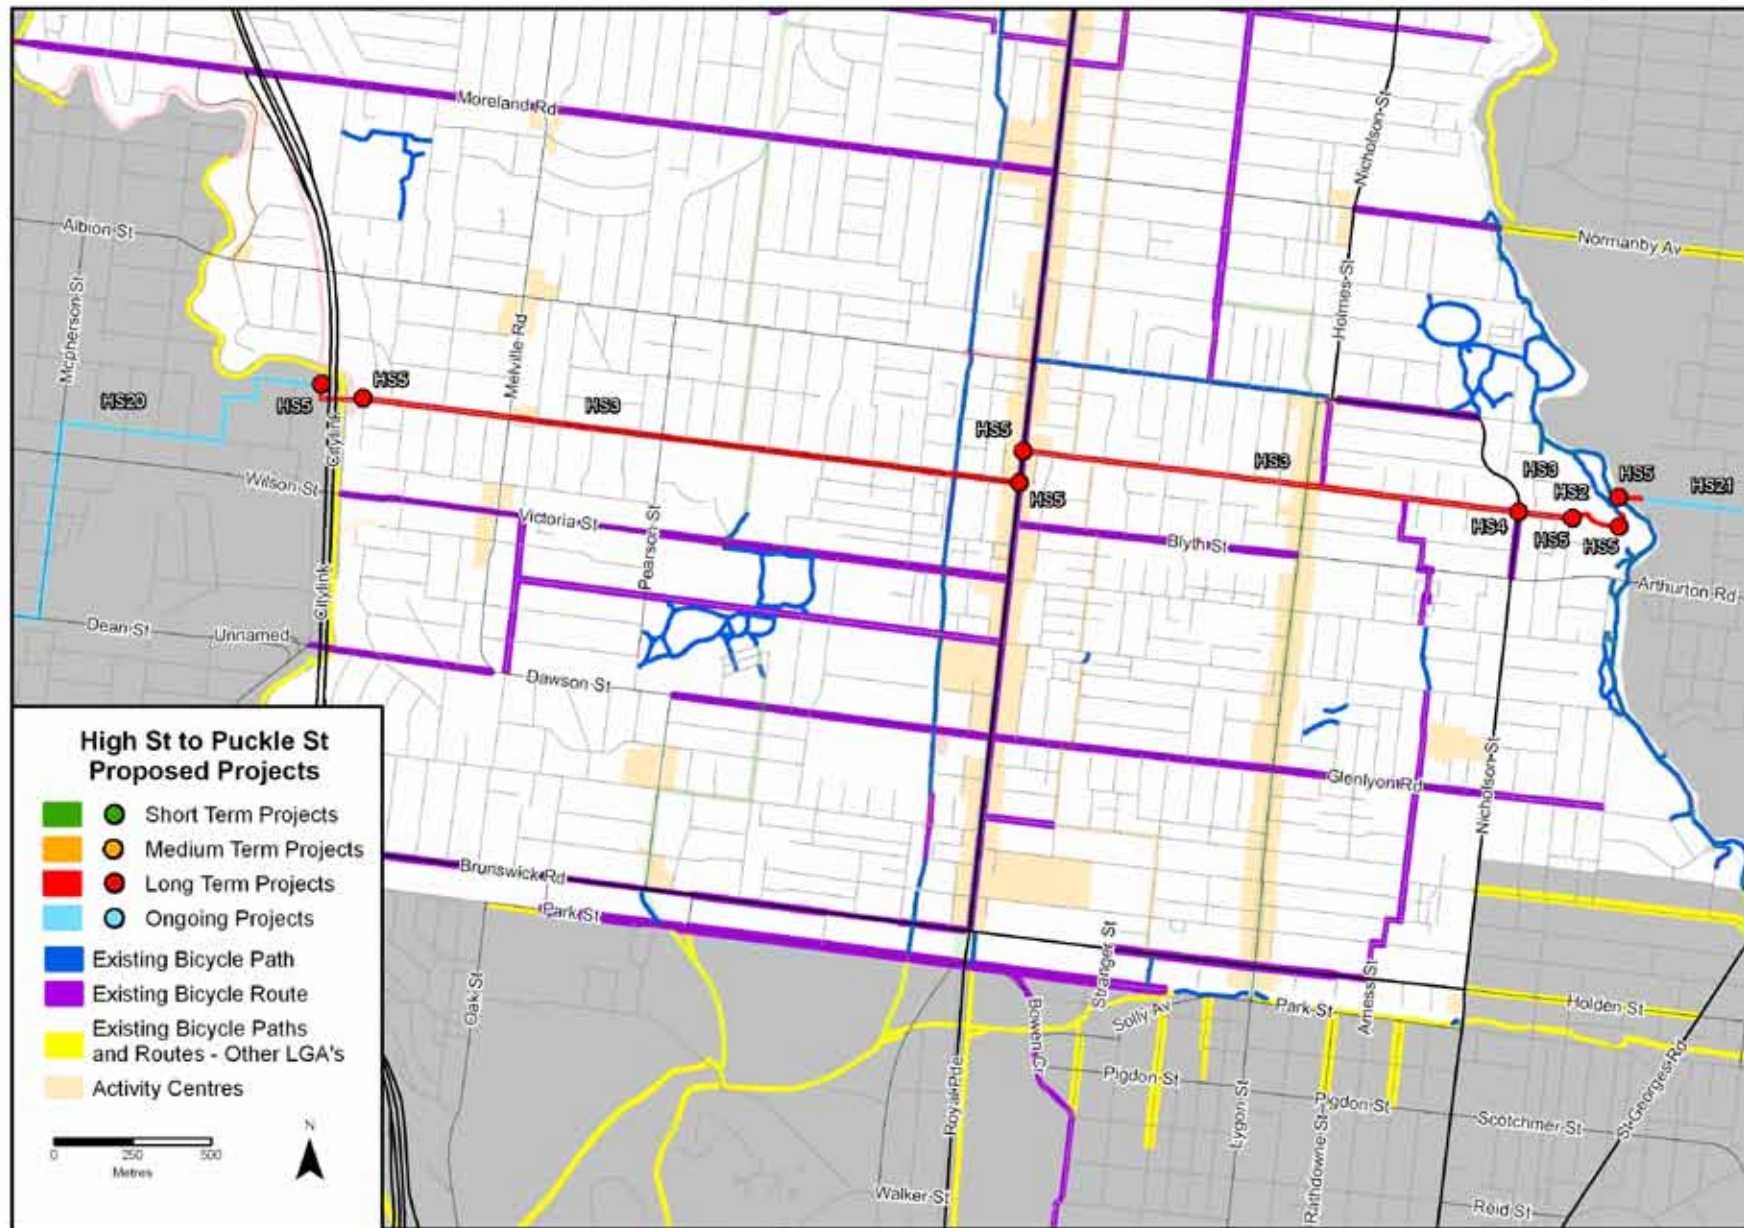 Moreland Rd
Nicholson-St
Albion St
Normanby Av
Mcpherson-St
Holmes-St
Melville Rd
HS5
HS20
HS5
HS3
Citylink
HS5
HS3
HS3
HS5
HS2
HS21
HS5
HS4
HS5
HS5
Wilson-St
Victoria-St
Pearson-St
Blyth St
Arthurton Rd
Citylink
Dean-St
Unnamed
Dawson St
Glenlyon Rd
Nicholson-St
High St to Puckle St
Proposed Projects
Short Term Projects
Medium Term Projects
Long Term Projects
Ongoing Projects
Existing Bicycle Path
Existing Bicycle Route
Existing Bicycle Paths
and Routes - Other LGA's
Activity Centres
0 250 500
Metres
N
Brunswick Rd
Park St
Oak St
Stranger St
Solly Av
Bowen Cr
Park-St
Amess St
Holden St
Royal Pde
Pigdon St
Pigdon St
Lygon St
Rathdowne St
Scotchmer St
St Georges Rd
Walker St
Reid St